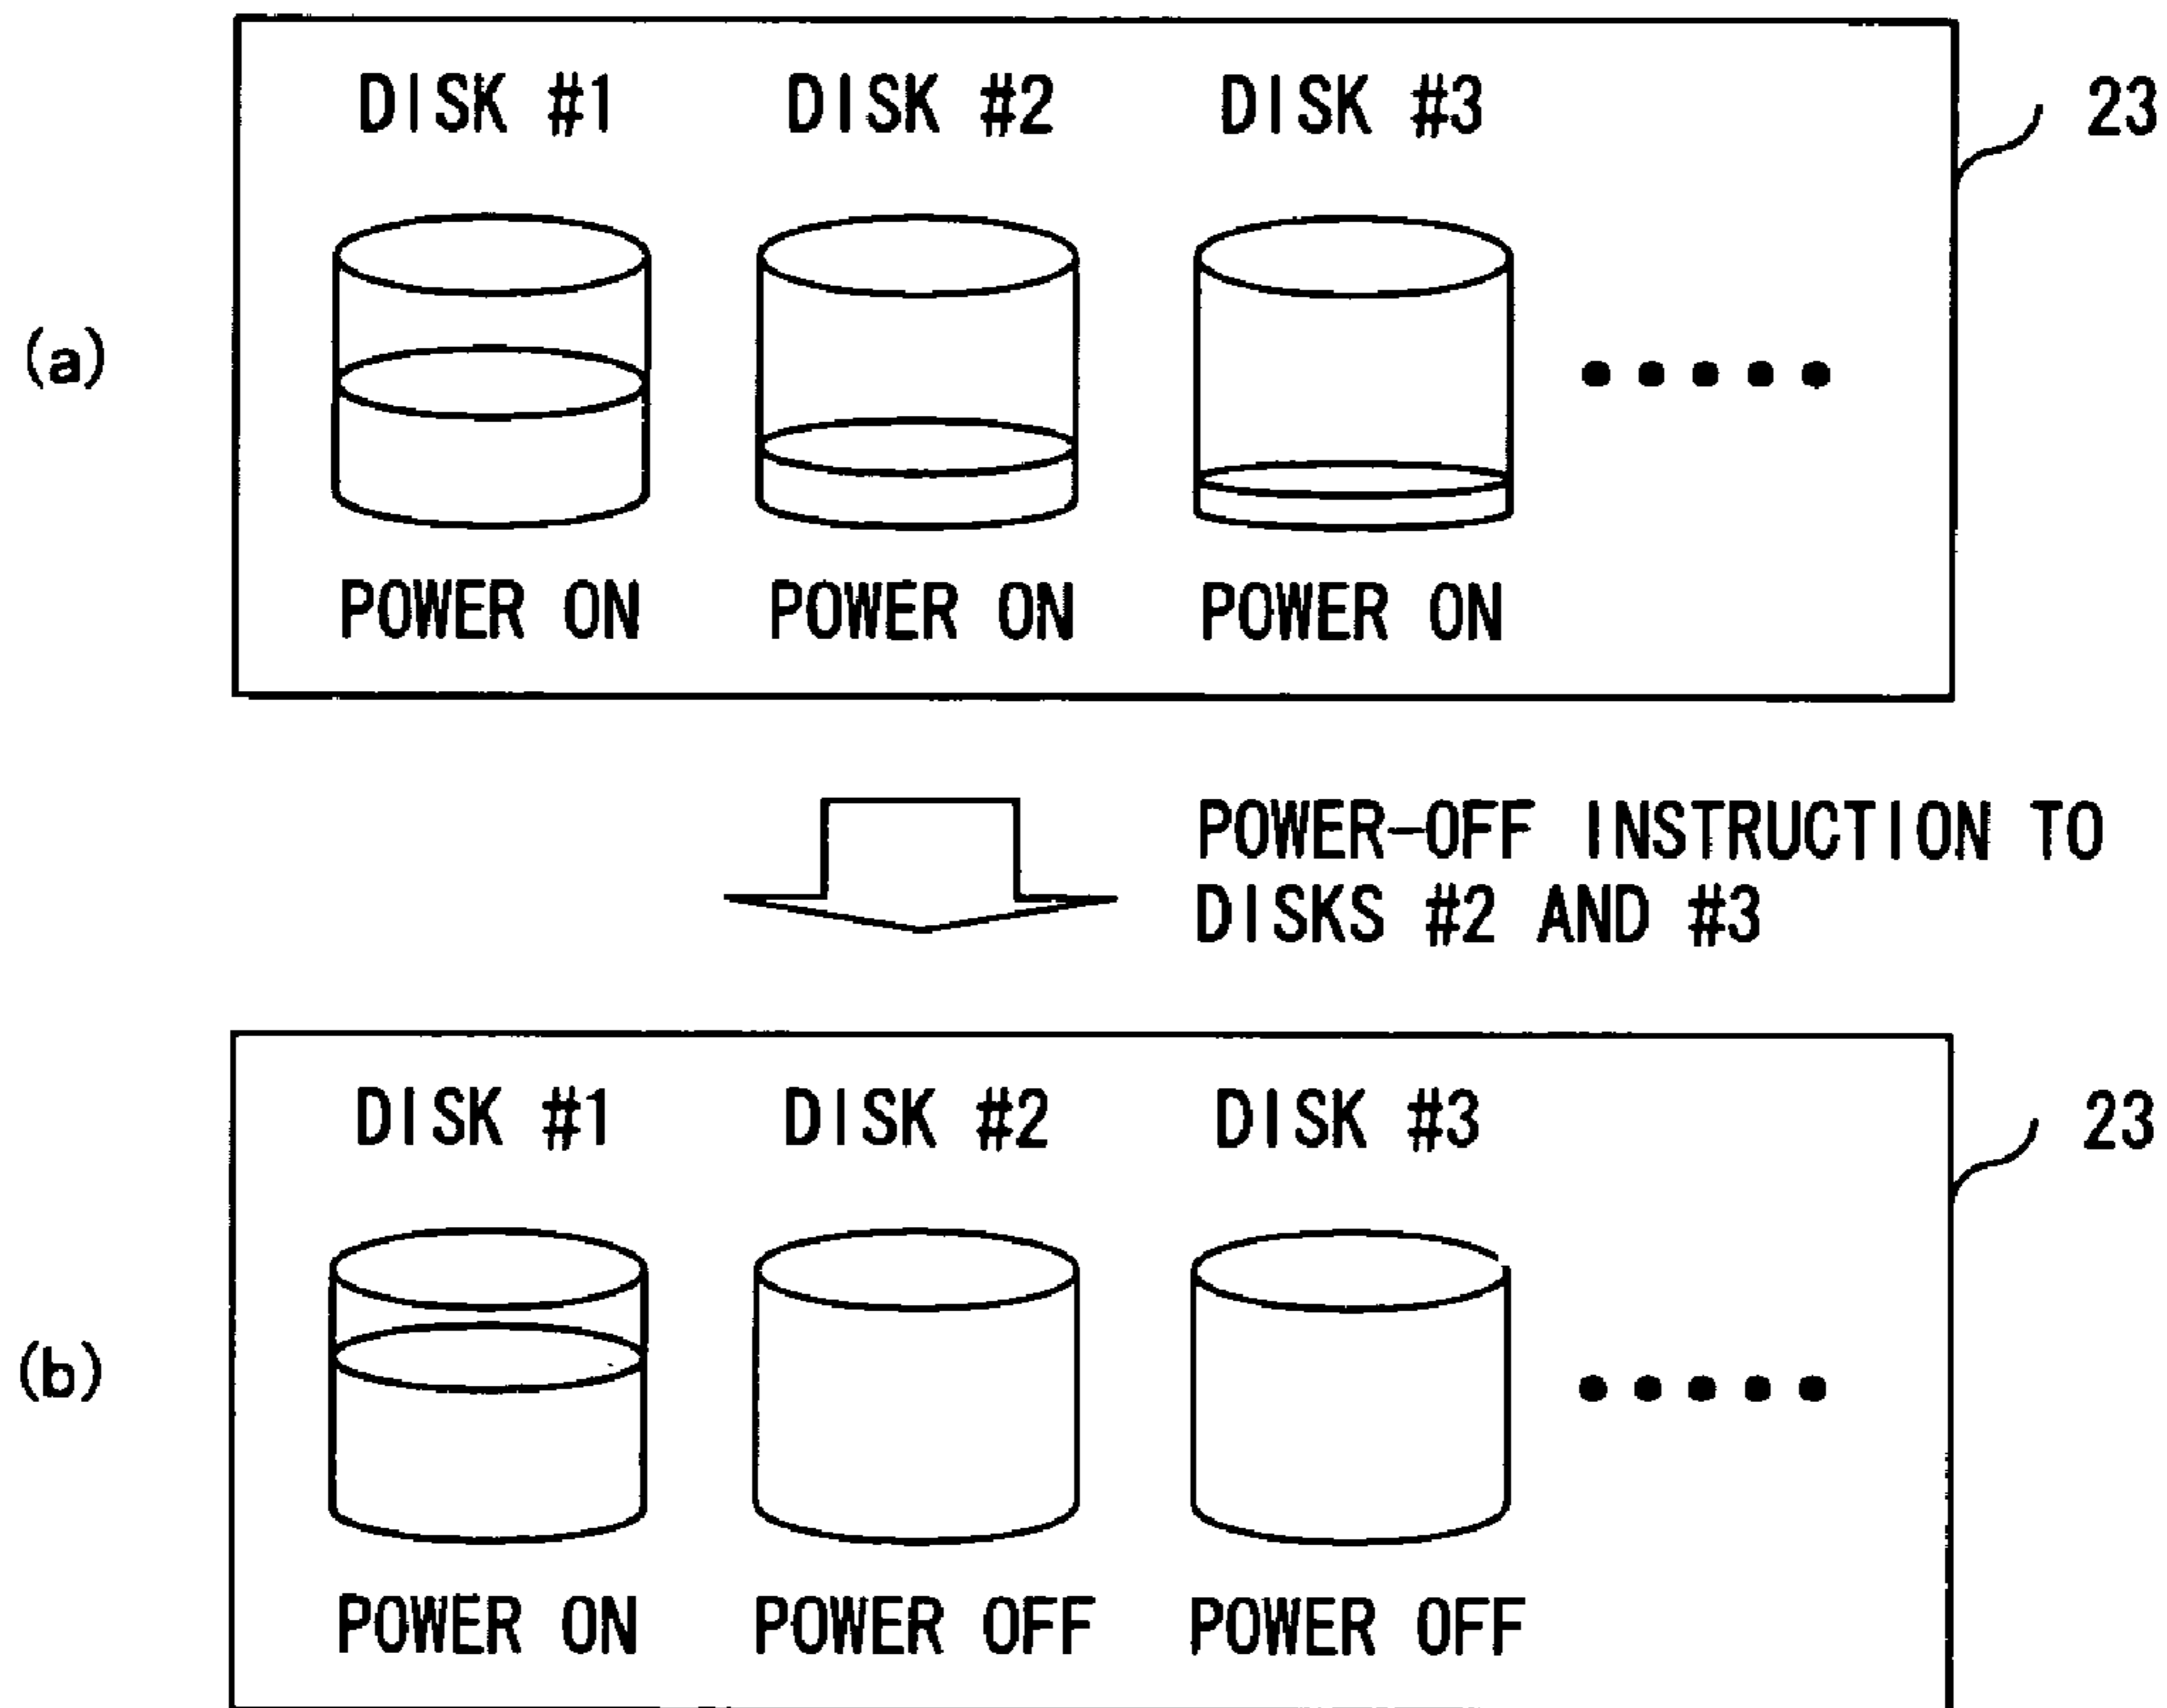 DISK #1 DISK #2 DISK #3 23
(a)
POWER ON POWER ON POWER ON
POWER-OFF INSTRUCTION TO
DISKS #2 AND #3
DISK #1 DISK #2 DISK #3 23
(b)
POWER ON POWER OFF POWER OFF